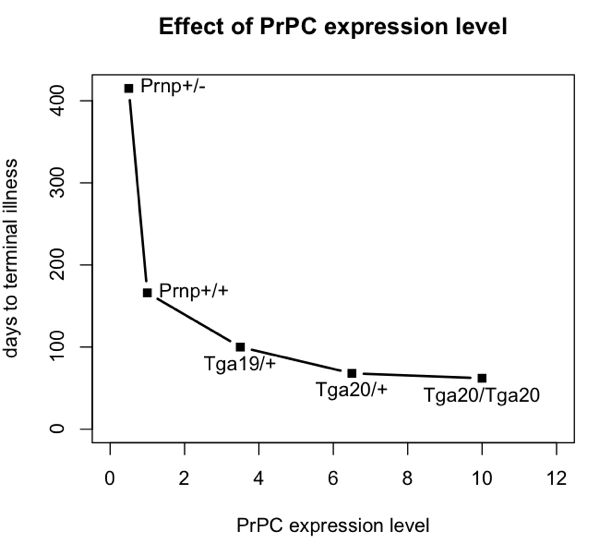 Effect of PrPC expression level
days to terminal illness
400
300
200
100
0
Prnp+/-
Prnp+/+
Tga19/+
Tga20/+
Tga20/Tga20
0 2 4 6 8 10 12
PrPC expression level